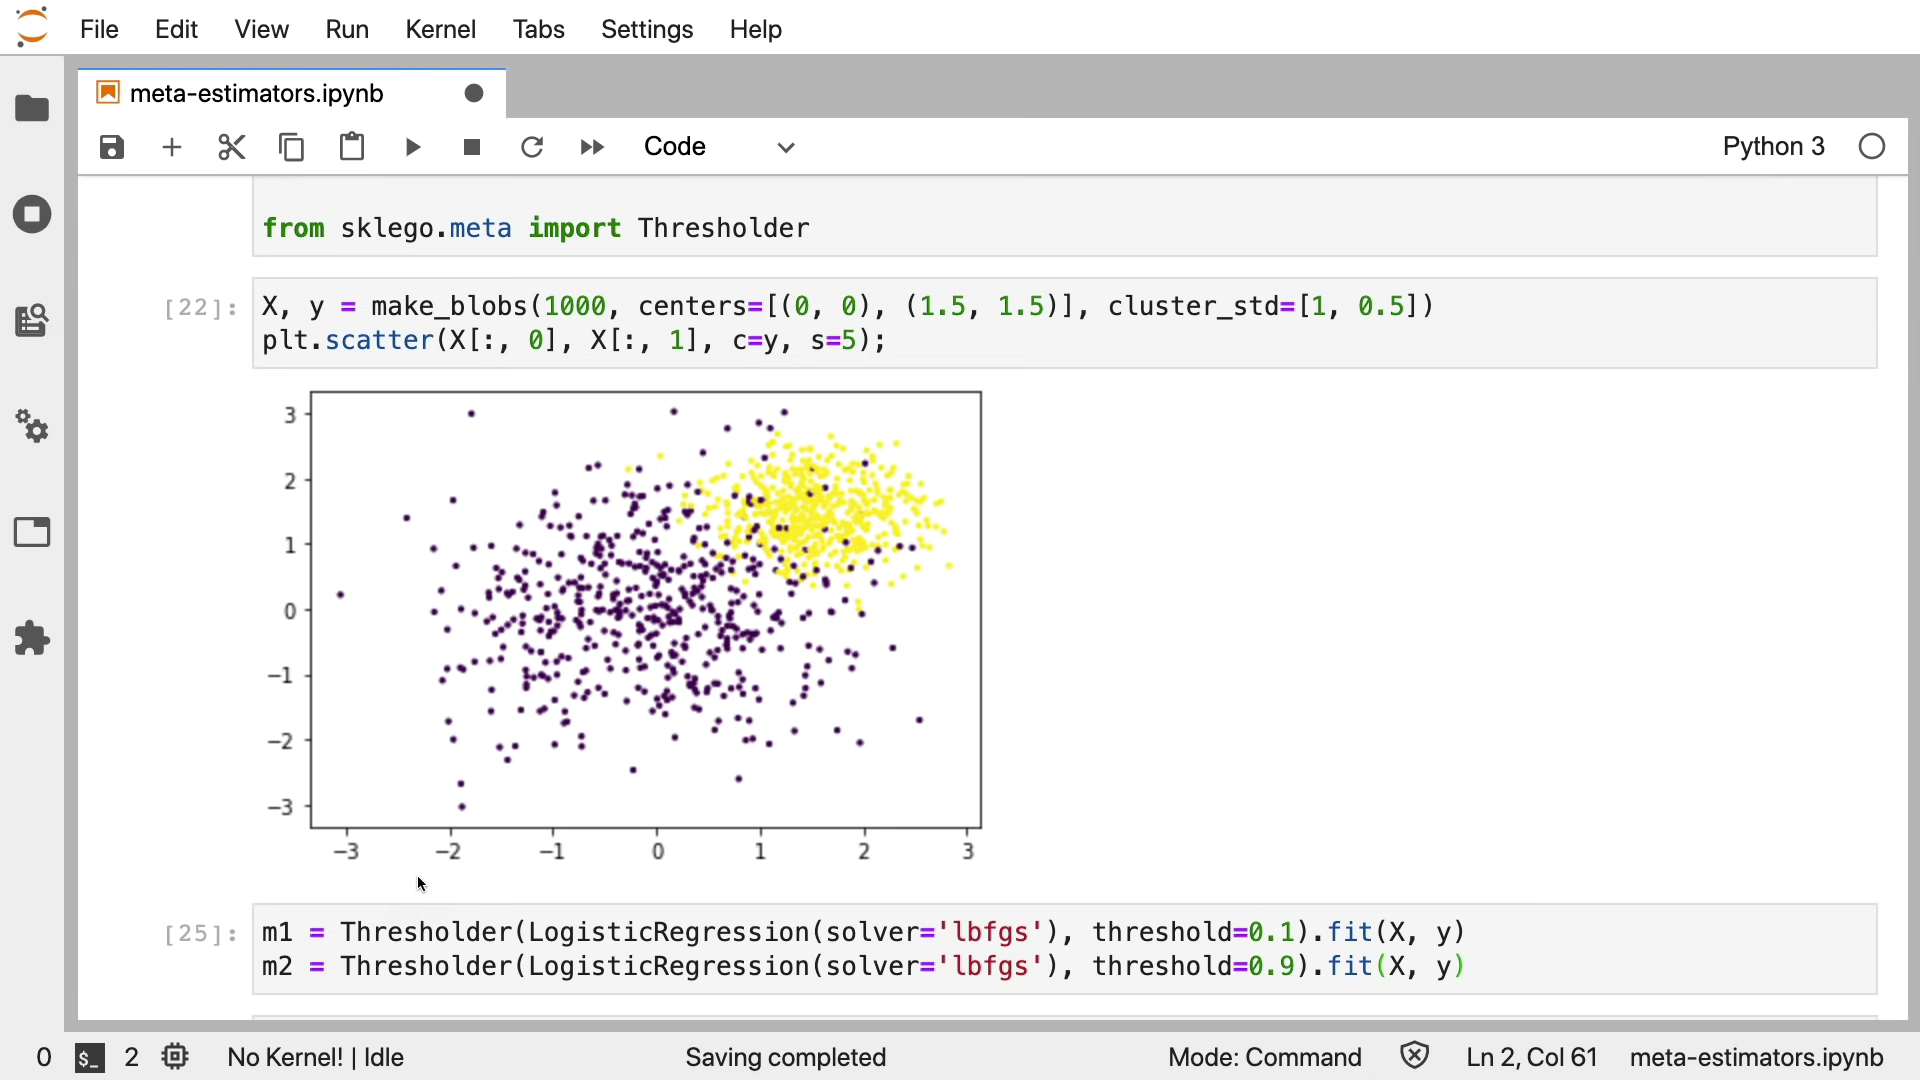 File Edit View Run Kernel Tabs Settings Help
meta-estimators.ipynb
Code Python 3
from sklego.meta import Thresholder
[22]: X, y = make_blobs(1000, centers=[(0, 0), (1.5, 1.5)], cluster_std=[1, 0.5])
plt.scatter(X[:, 0], X[:, 1], c=y, s=5);
3
2
1
0
−1
−2
−3
−3 −2 −1 0 1 2 3
[25]: m1 = Thresholder(LogisticRegression(solver='lbfgs'), threshold=0.1).fit(X, y)
m2 = Thresholder(LogisticRegression(solver='lbfgs'), threshold=0.9).fit(X, y)
0 $_ 2 No Kernel! | Idle Saving completed Mode: Command Ln 2, Col 61 meta-estimators.ipynb